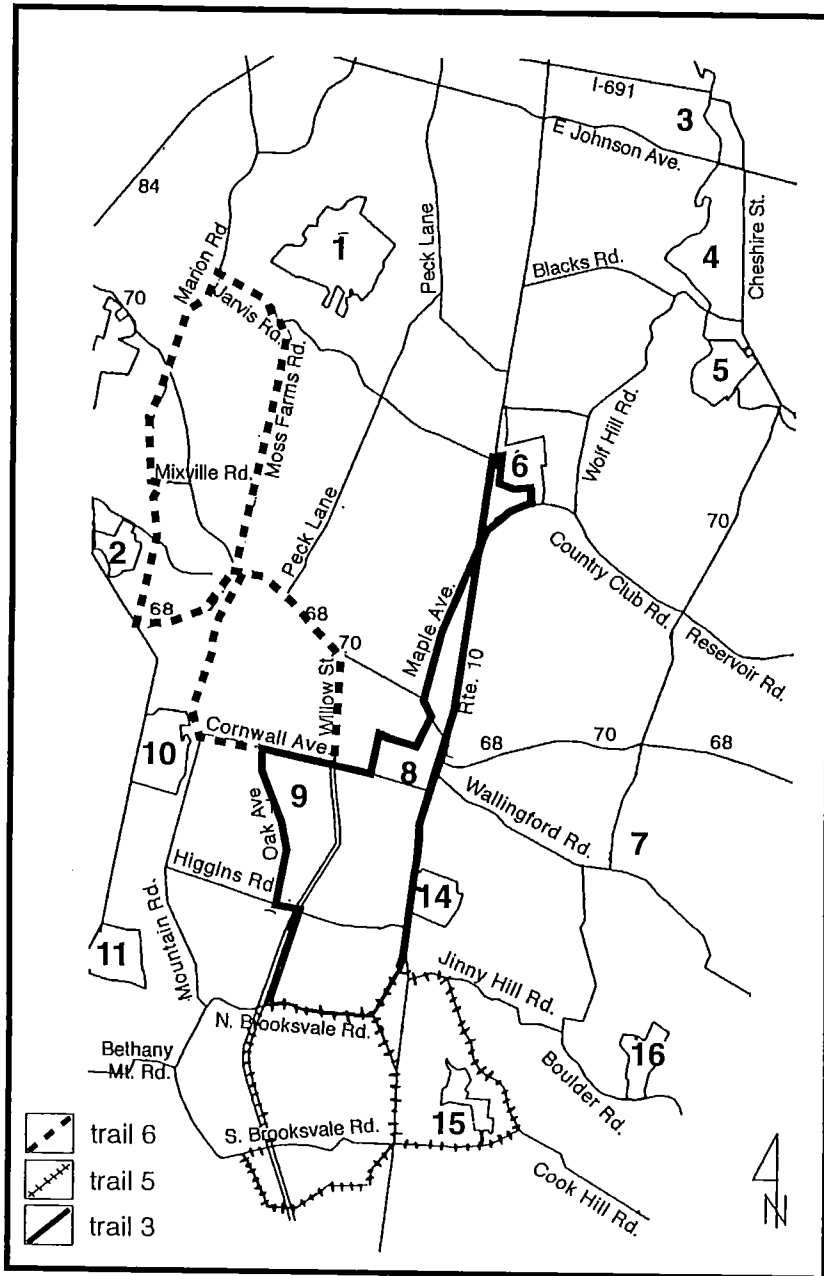 I-691
3
E Johnson Ave.
84
Cheshire St.
Peck Lane
1
Marion Rd
4
Blacks Rd.
70
Jarvis Rd.
5
Moss Farms Rd.
Wolf Hill Rd.
6
Mixville Rd.
70
Peck Lane
2
Country Club Rd.
68
68
Maple Ave.
Reservoir Rd.
70
Willow St.
Rte. 10
Cornwall Ave.
68
70
68
10
8
9
Wallingford Rd.
Oak Ave
7
Higgins Rd
14
Mountain Rd.
11
Jinny Hill Rd.
N. Brooksvale Rd.
16
Bethany
Mt. Rd.
Boulder Rd.
15
S. Brooksvale Rd.
trail 6
Cook Hill Rd.
trail 5
N
trail 3